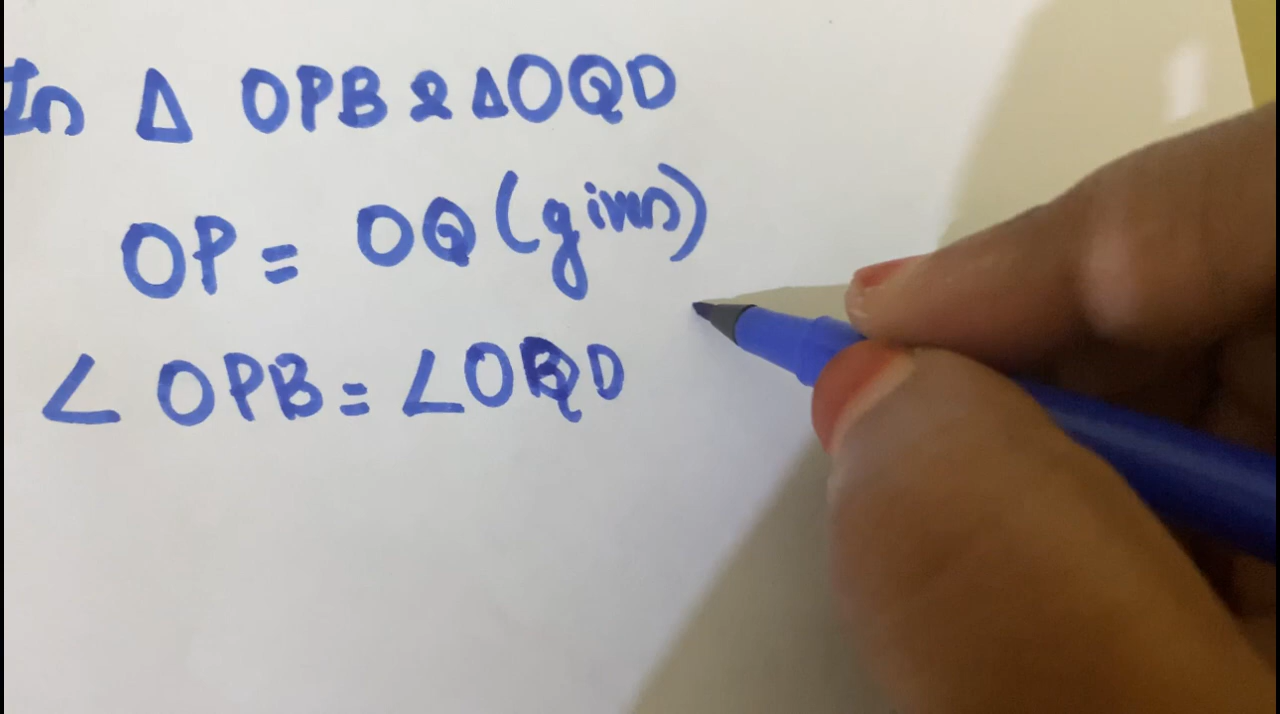 In Δ OPB & ΔOQD
OP = OQ (given)
∠ OPB = ∠OQD